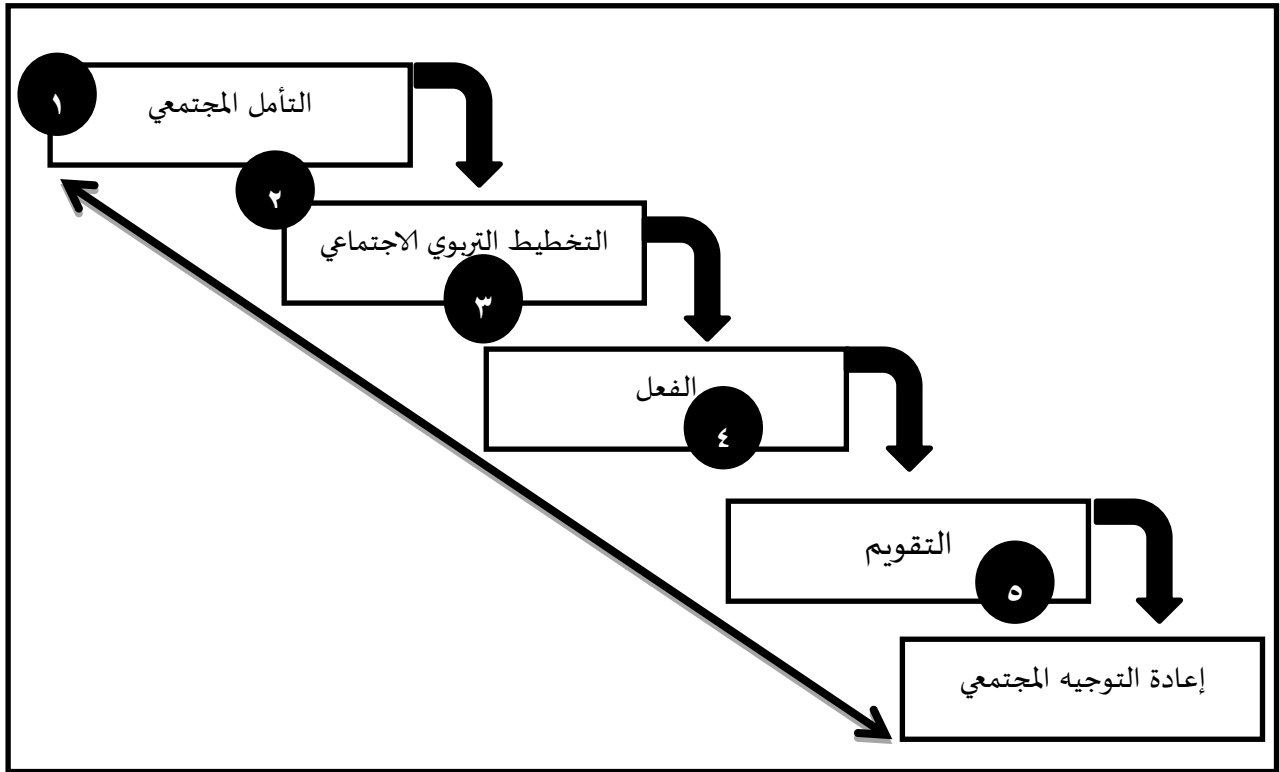 ١
التأمل المجتمعي
٢
التخطيط التربوي الاجتماعي
٣
الفعل
٤
التقويم
٥
إعادة التوجيه المجتمعي